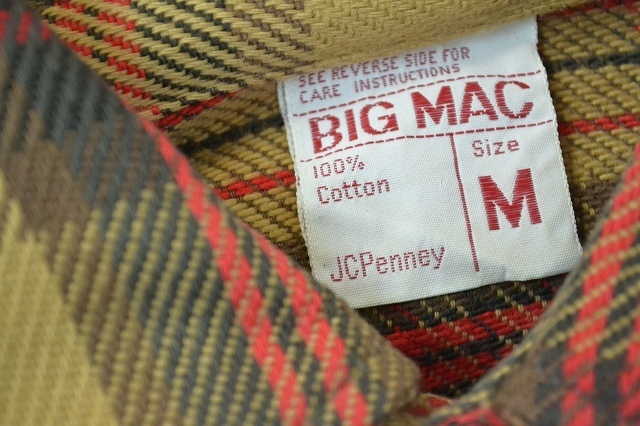 SEE REVERSE SIDE FOR
CARE INSTRUCTIONS
BIG MAC
100%
Cotton
Size
M
JCPenney